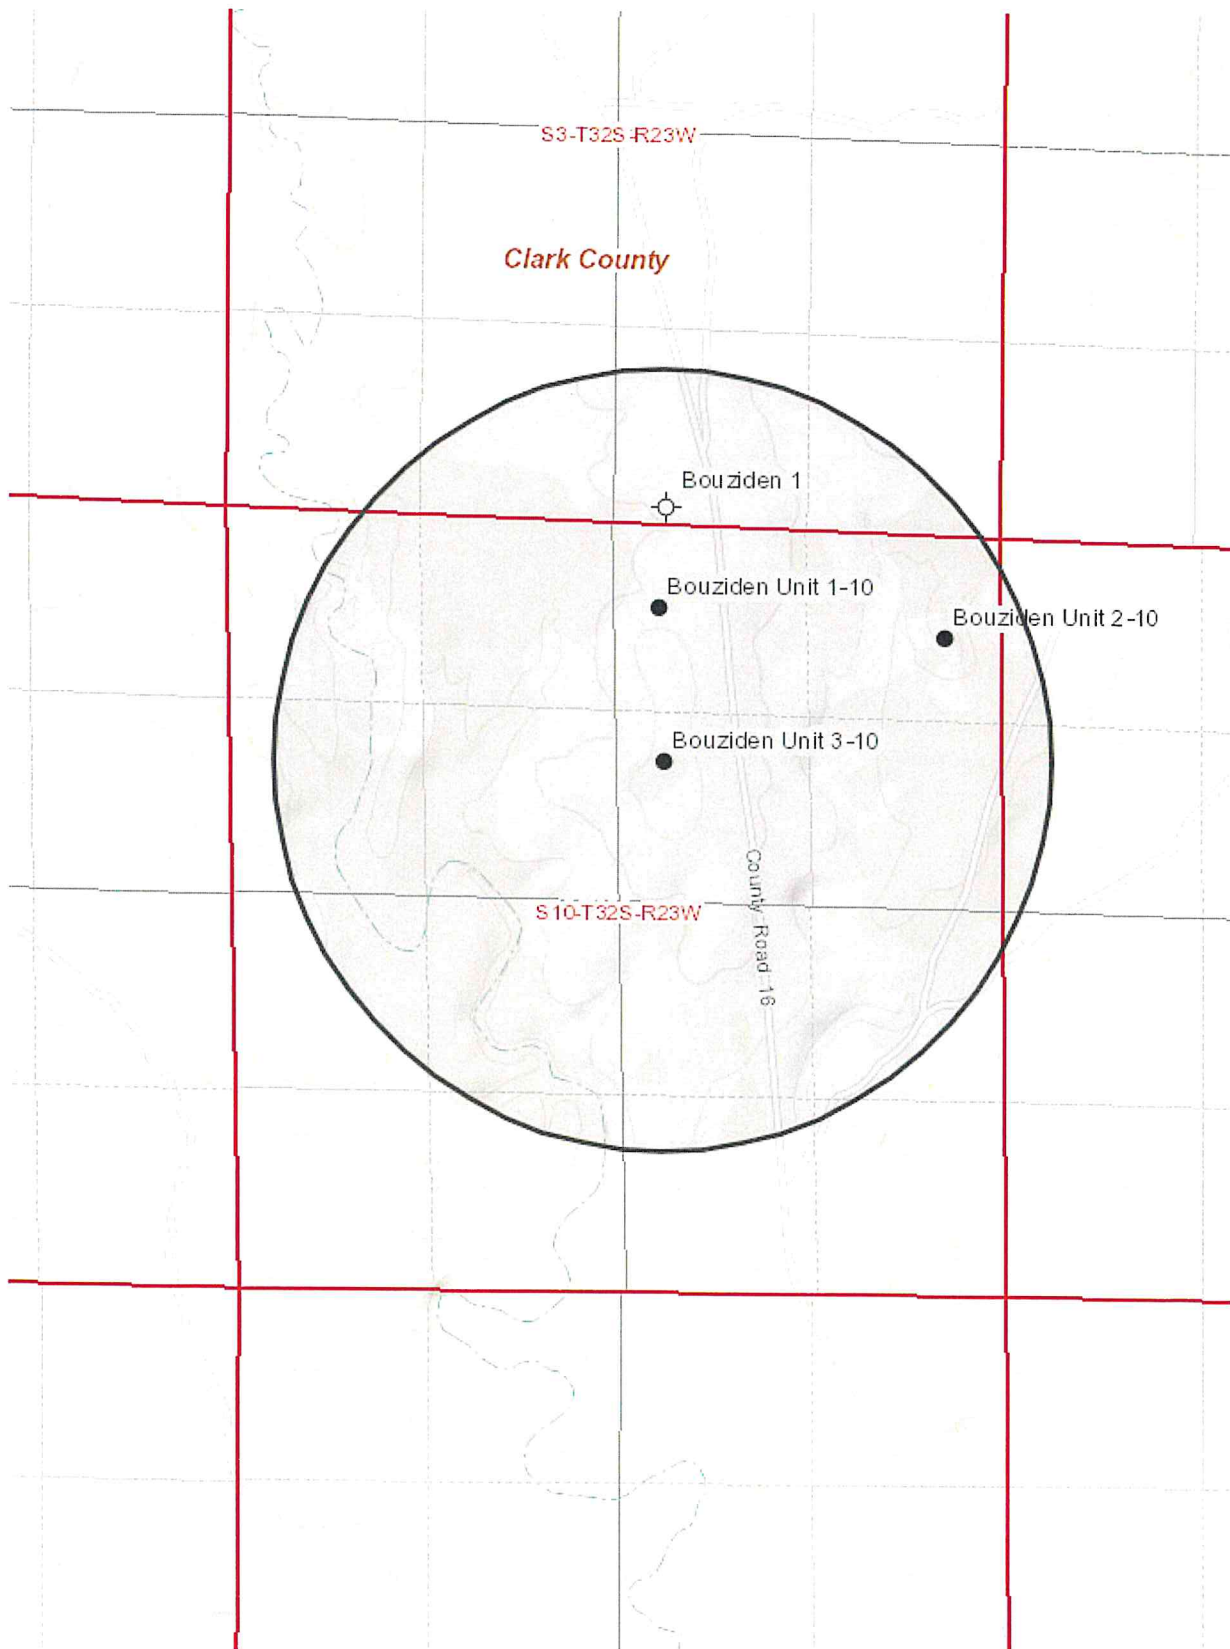 S3-T32S-R23W
Clark County
Bouziden 1
Bouziden Unit 1-10
Bouziden Unit 2-10
Bouziden Unit 3-10
County Road 16
S10-T32S-R23W